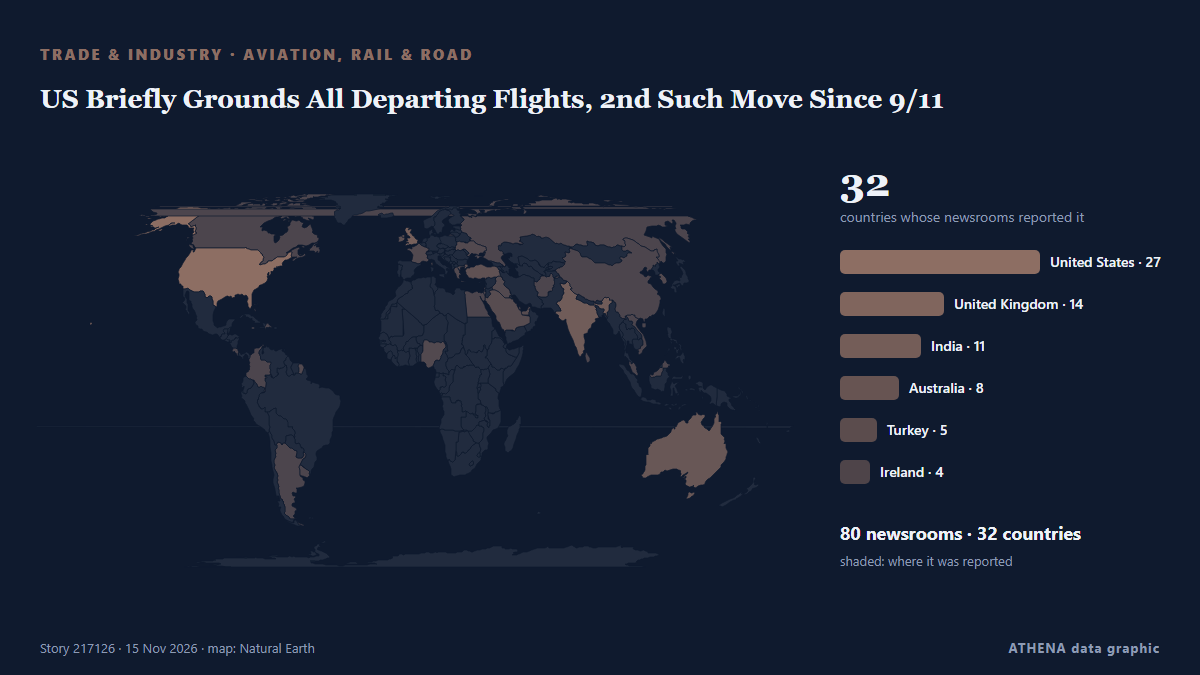 TRADE & INDUSTRY · AVIATION, RAIL & ROAD
US Briefly Grounds All Departing Flights, 2nd Such Move Since 9/11
32
countries whose newsrooms reported it
United States · 27
United Kingdom · 14
India · 11
Australia · 8
Turkey · 5
Ireland · 4
80 newsrooms · 32 countries
shaded: where it was reported
Story 217126 · 15 Nov 2026 · map: Natural Earth
ATHENA data graphic